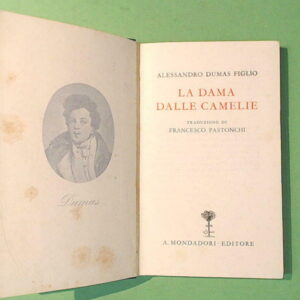 Dumas
ALESSANDRO DUMAS FIGLIO
LA DAMA
DALLE CAMELIE
TRADUZIONE DI
FRANCESCO PASTONCHI
A. MONDADORI - EDITORE